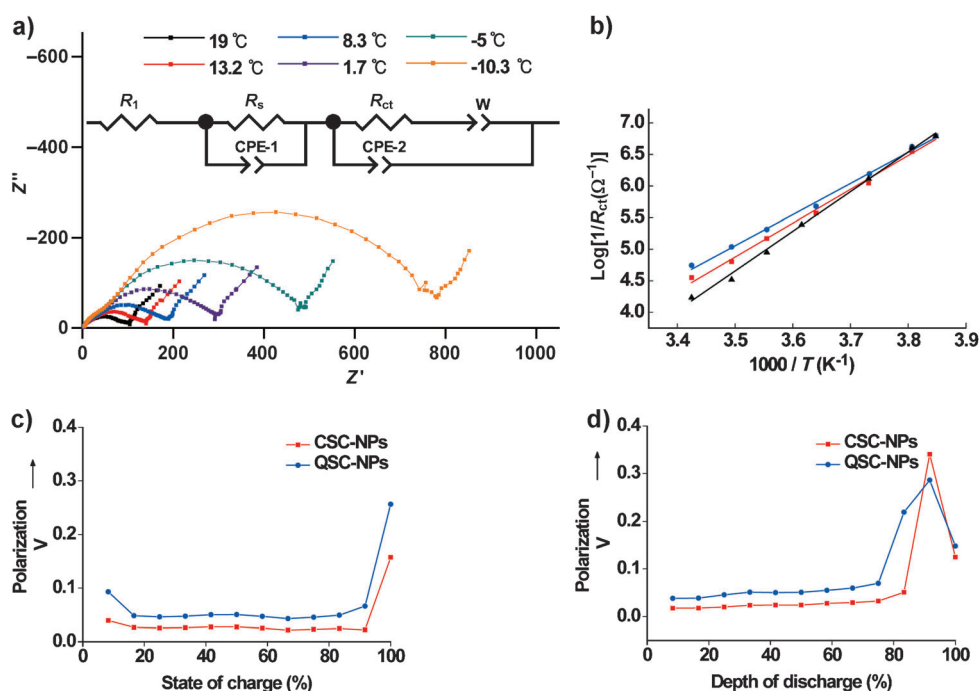 a)
19 ℃
8.3 ℃
-5 ℃
13.2 ℃
1.7 ℃
-10.3 ℃
R1
Rs
Rct
W
CPE-1
CPE-2
Z''
–600
–400
–200
0
0
200
400
600
800
1000
Z'
b)
Log[1/Rct(Ω⁻¹)]
7.0
6.5
6.0
5.5
5.0
4.5
4.0
3.4
3.5
3.6
3.7
3.8
3.9
1000 / T (K⁻¹)
c)
CSC-NPs
QSC-NPs
Polarization
V
0.4
0.3
0.2
0.1
0.0
0
20
40
60
80
100
State of charge (%)
d)
CSC-NPs
QSC-NPs
Polarization
V
0.4
0.3
0.2
0.1
0.0
0
20
40
60
80
100
Depth of discharge (%)